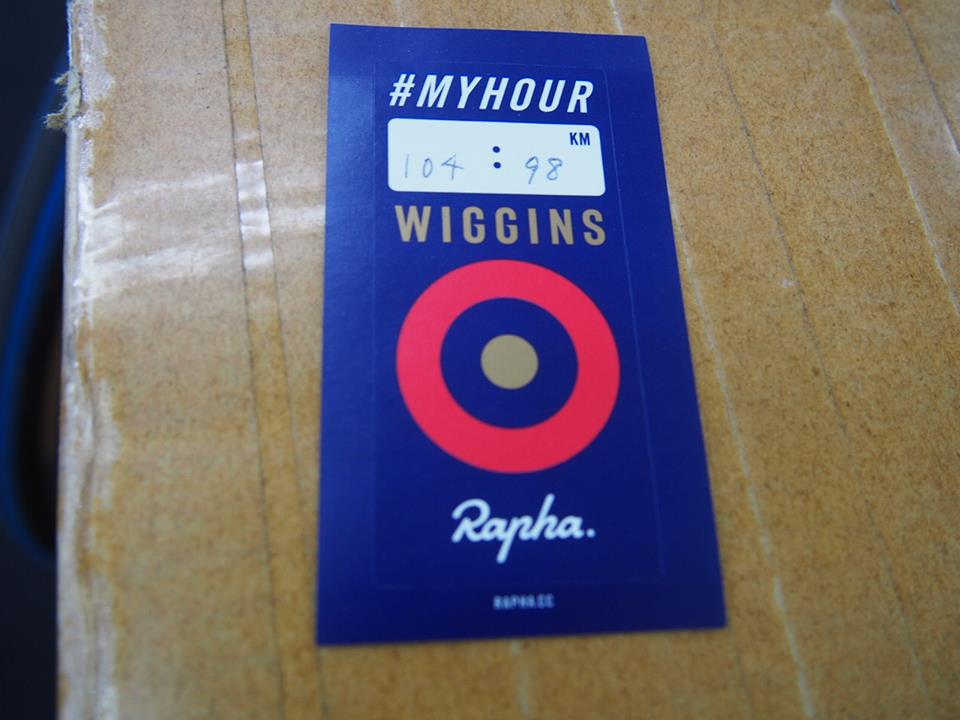 #MYHOUR
KM
104 : 98
WIGGINS
Rapha.
RAPHA.CC